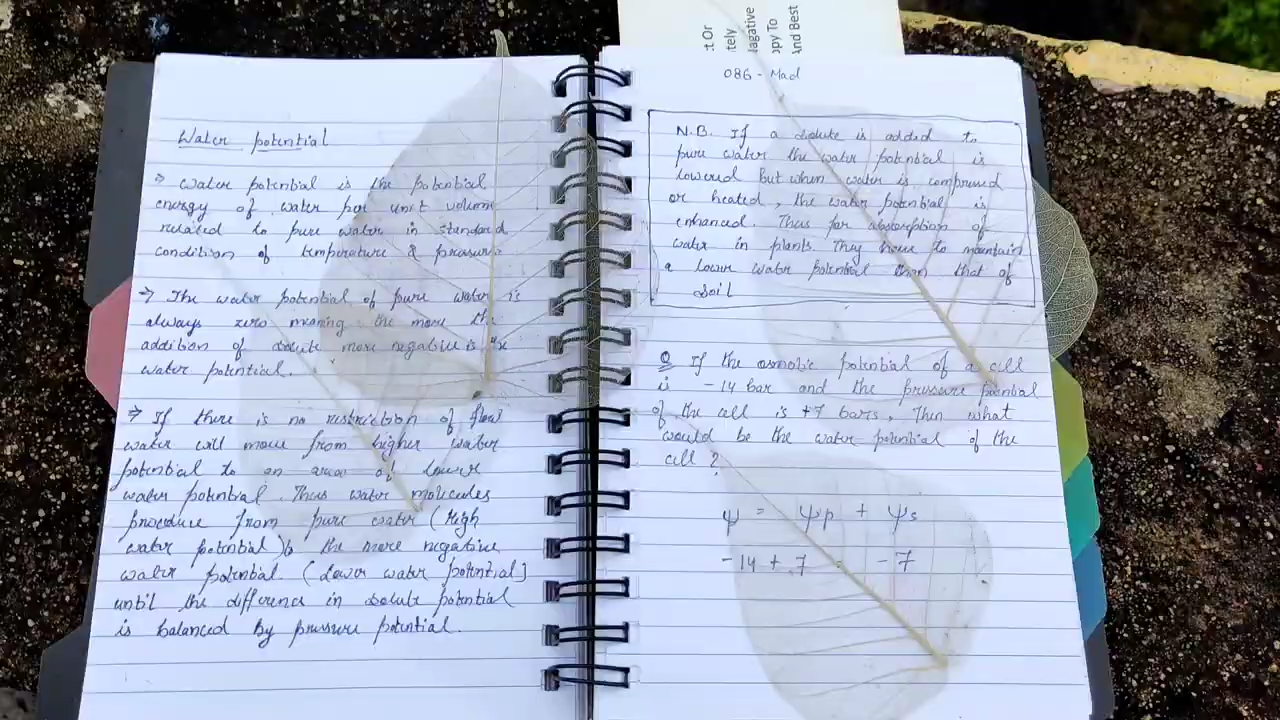 Water potential
⇒ water potential is the potential
energy of water per unit volume
related to pure water in standard
condition of temperature & pressure
⇒ The water potential of pure water is
always zero meaning the more the
addition of solute more negative is
water potential.
⇒ If there is no restriction of flow
water will move from higher water
potential to an area of lower
water potential. Thus water molecules
procedure from pure water (High
water potential) to the more negative
water potential. (Lower water potential)
until the difference in solute potential
is balanced by pressure potential.
t Or
tely
lagative
py To
and Best
086 - Mad
N.B. If a solute is added to
pure water the water potential is
lowered but when water is compressed
or heated, the water potential is
enhanced. Thus for absorption of
water in plants. They have to maintain
a lower water potential than that of
soil
Q If the osmotic potential of a cell
is -14 bar and the pressure potential
of the cell is +7 bars, Then what
would be the water potential of the
cell ?
ψ = ψp + ψs
-14 + 7 - 7